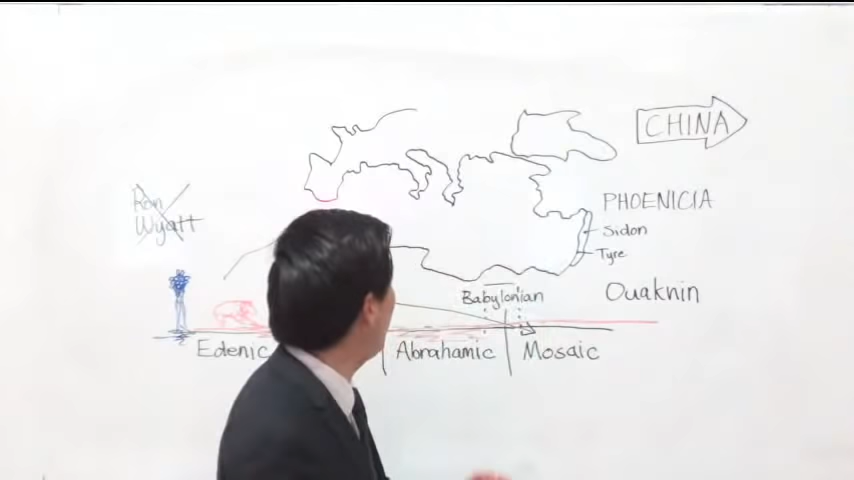 CHINA
Ron
Wyatt
PHOENICIA
Sidon
Tyre
Babylonian
Ouaknin
Edenic
Abrahamic
Mosaic